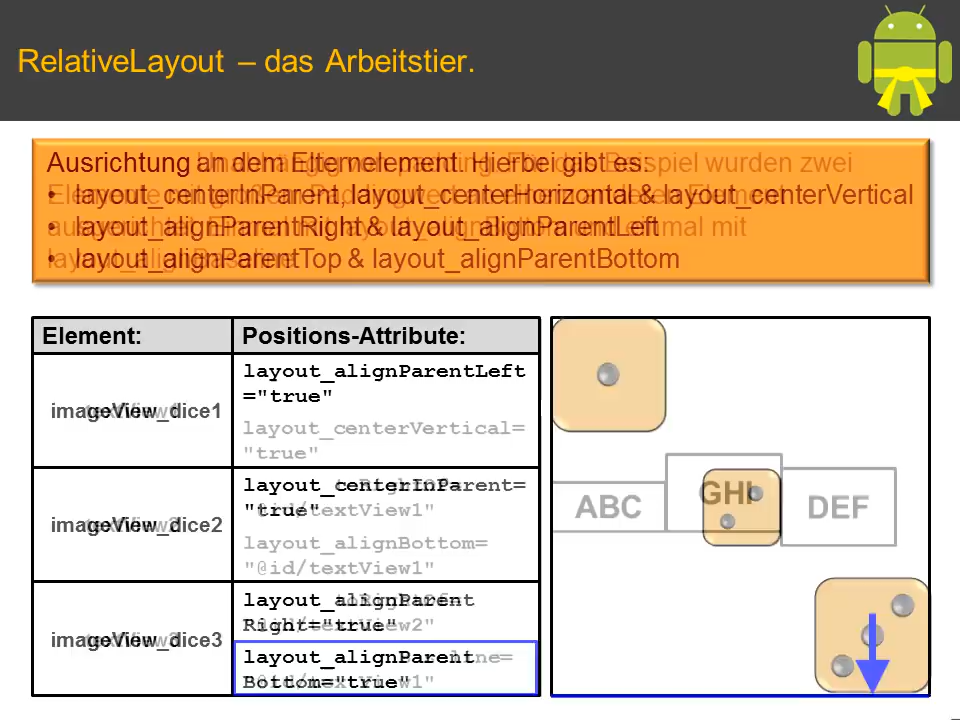 RelativeLayout – das Arbeitstier.
Ausrichtung an dem Elternelement. Hierbei gibt es:
• layout_centerInParent, layout_centerHorizontal & layout_centerVertical
• layout_alignParentRight & layout_alignParentLeft
• layout_alignParentTop & layout_alignParentBottom
Element: Positions-Attribute:
imageView_dice1
layout_alignParentLeft
="true"
layout_centerVertical=
"true"
imageView_dice2
layout_centerInParent=
"true"
layout_alignBottom=
"@id/textView1"
imageView_dice3
layout_alignParent
Right="true"
layout_alignParent
Bottom="true"
ABC
GHI
DEF